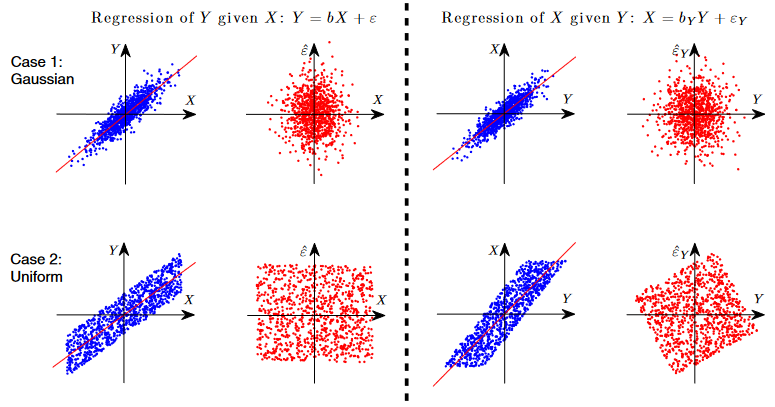 Regression of Y given X: Y = bX + ε
Regression of X given Y: X = b_Y Y + ε_Y
Case 1:
Gaussian
Y
X
ε̂
X
X
Y
ε̂_Y
Y
Case 2:
Uniform
Y
X
ε̂
X
X
Y
ε̂_Y
Y